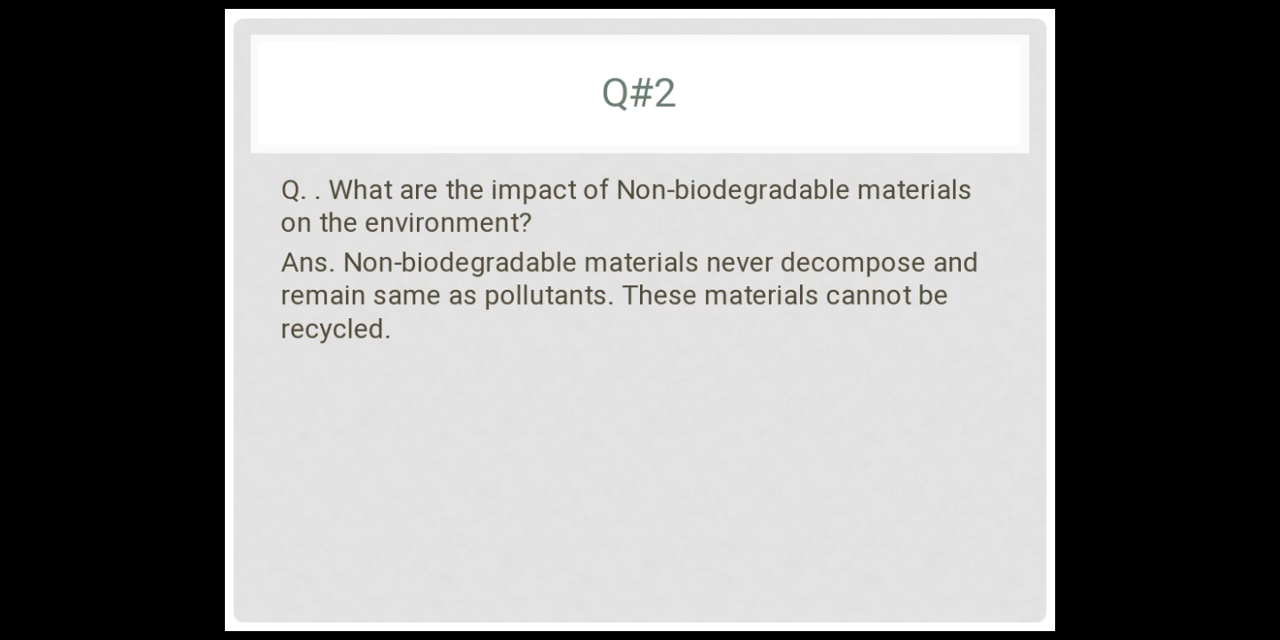 Q#2
Q. . What are the impact of Non-biodegradable materials
on the environment?
Ans. Non-biodegradable materials never decompose and
remain same as pollutants. These materials cannot be
recycled.